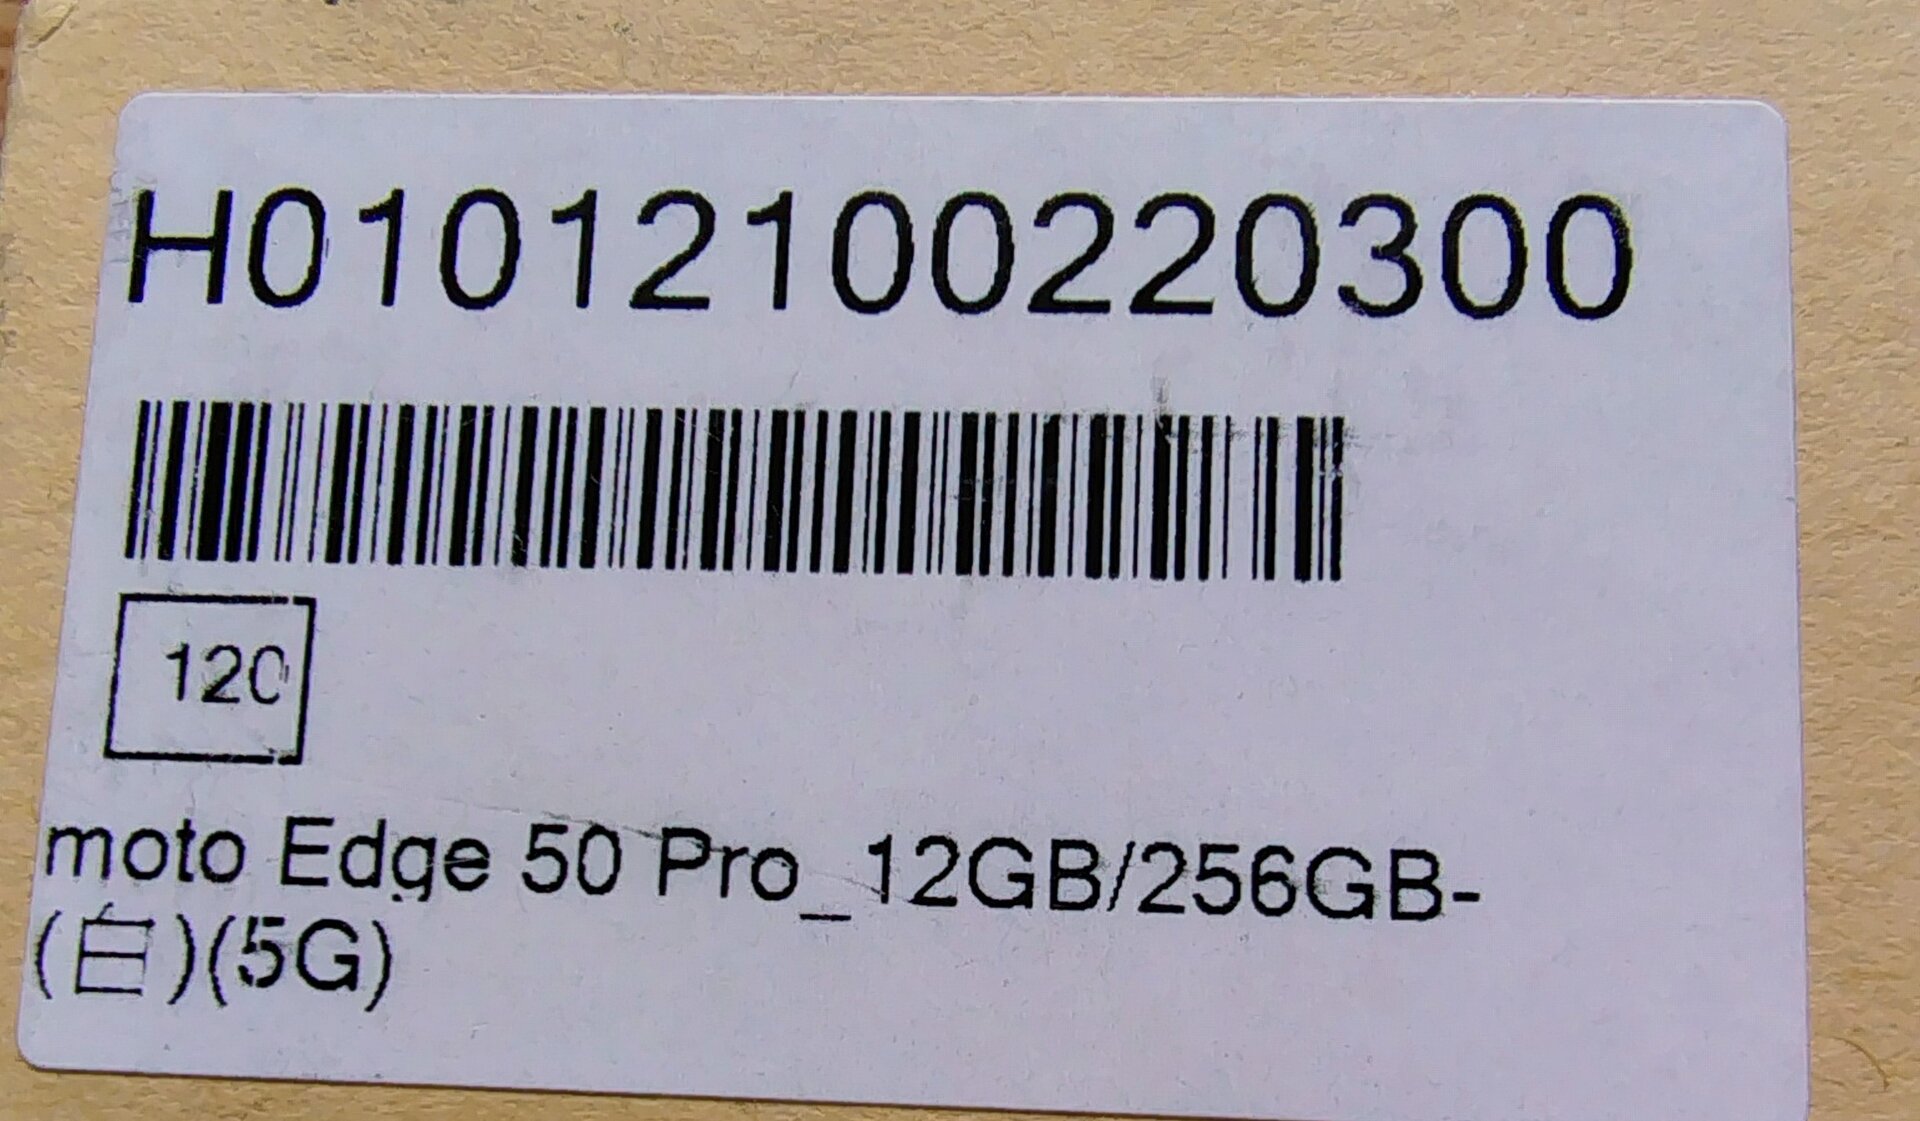 H01012100220300
120
moto Edge 50 Pro_12GB/256GB-
(白)(5G)